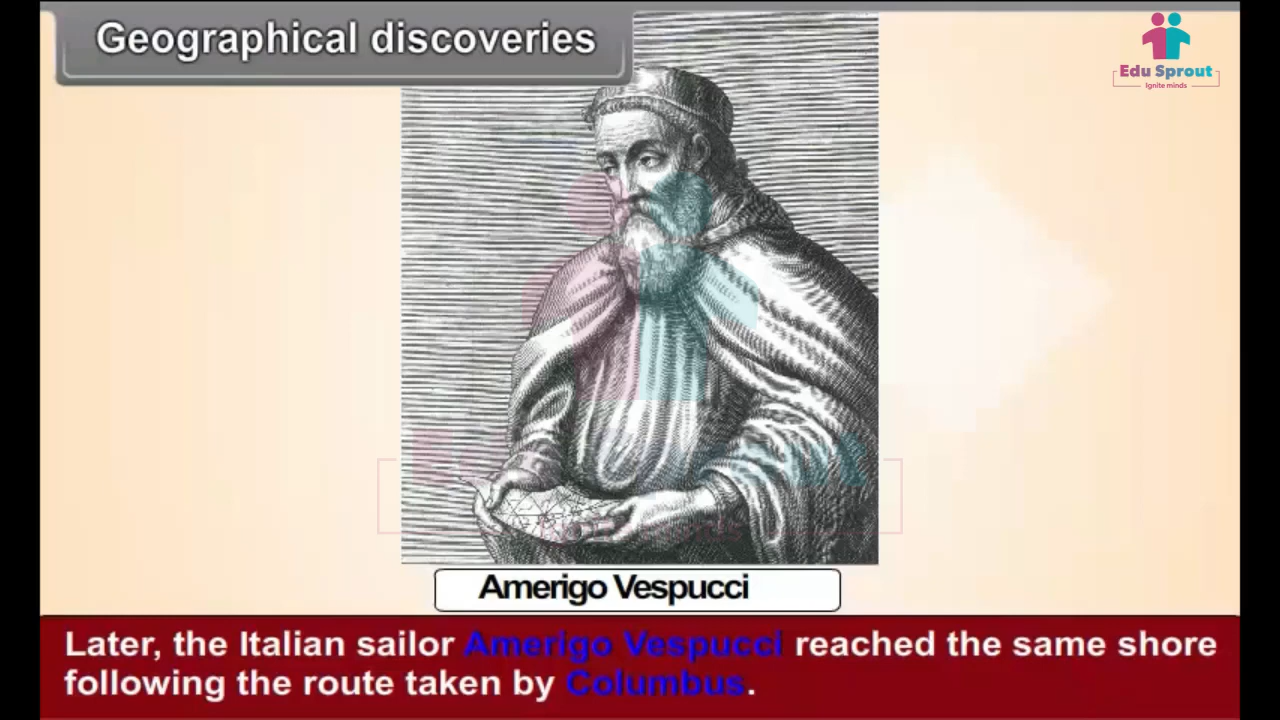 Geographical discoveries
Edu Sprout
Ignite minds
Amerigo Vespucci
Later, the Italian sailor Amerigo Vespucci reached the same shore
following the route taken by Columbus.